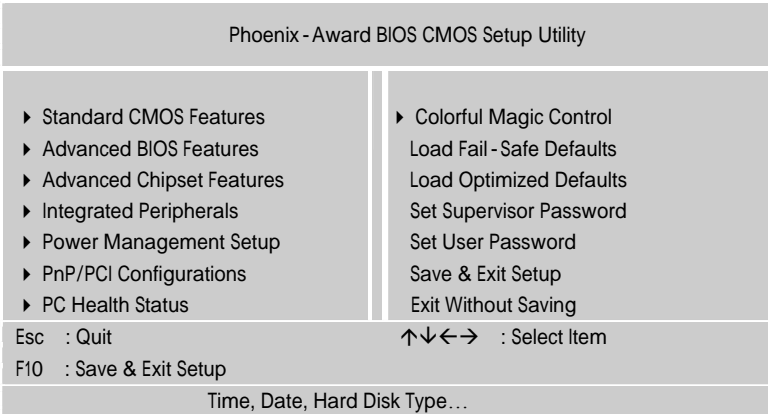 Phoenix - Award BIOS CMOS Setup Utility
▸ Standard CMOS Features
▸ Advanced BIOS Features
▸ Advanced Chipset Features
▸ Integrated Peripherals
▸ Power Management Setup
▸ PnP/PCI Configurations
▸ PC Health Status
▸ Colorful Magic Control
Load Fail - Safe Defaults
Load Optimized Defaults
Set Supervisor Password
Set User Password
Save & Exit Setup
Exit Without Saving
Esc : Quit
↑↓←→ : Select Item
F10 : Save & Exit Setup
Time, Date, Hard Disk Type…